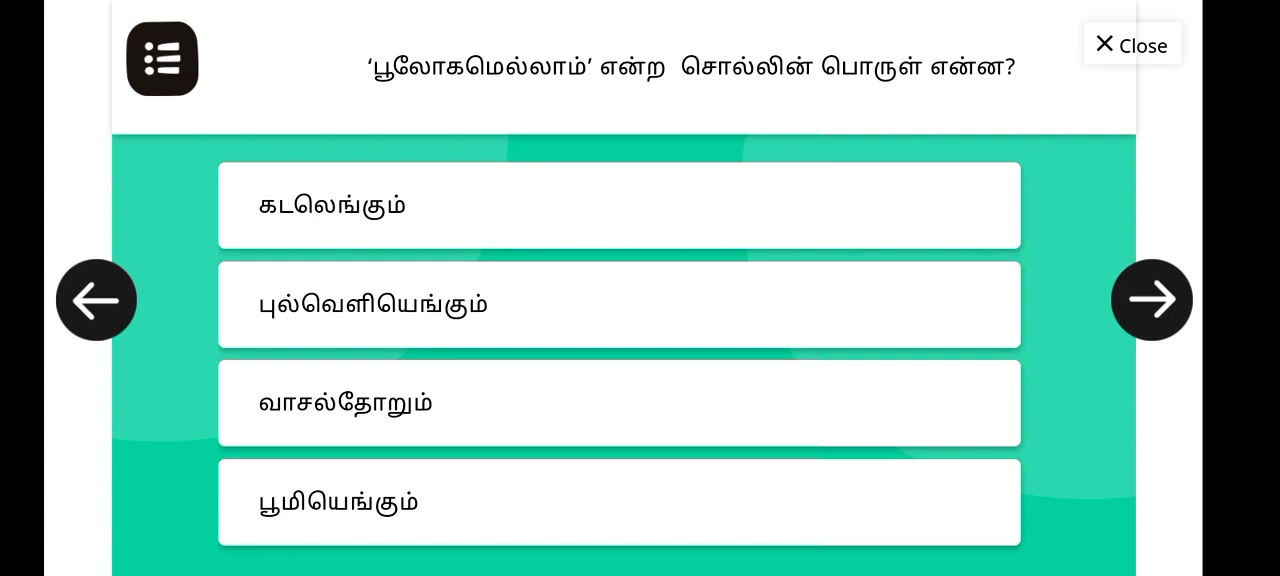 ‘பூலோகமெல்லாம்’ என்ற சொல்லின் பொருள் என்ன?
Close
கடலெங்கும்
புல்வெளியெங்கும்
வாசல்தோறும்
பூமியெங்கும்